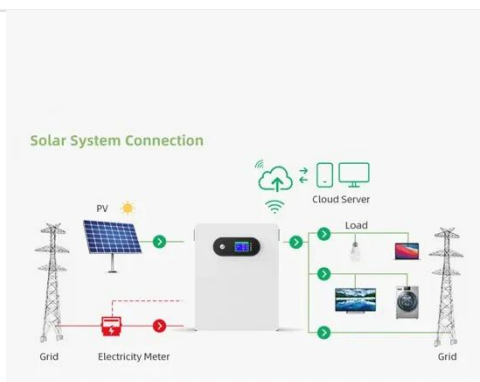 Solar System Connection
Cloud Server
PV
Load
Grid
Electricity Meter
Grid